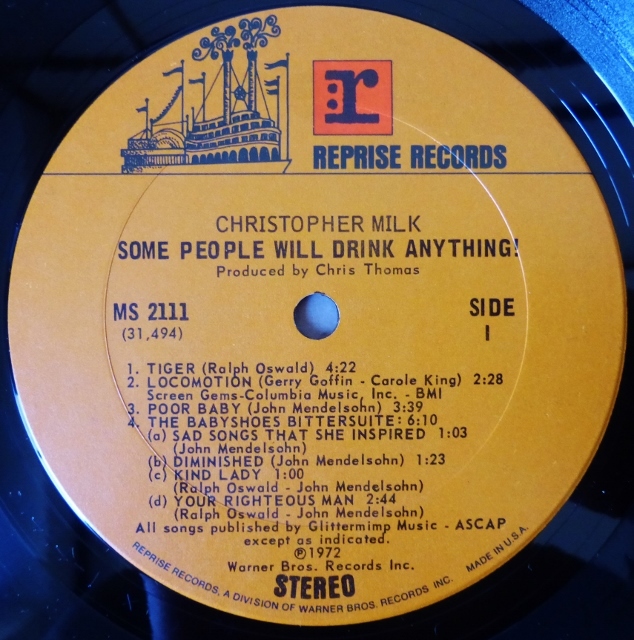 :r
REPRISE RECORDS
CHRISTOPHER MILK
SOME PEOPLE WILL DRINK ANYTHING!
Produced by Chris Thomas
MS 2111
(31,494)
SIDE
1
1. TIGER (Ralph Oswald) 4:22
2. LOCOMOTION (Gerry Goffin - Carole King) 2:28
Screen Gems-Columbia Music, Inc. - BMI
3. POOR BABY (John Mendelsohn) 3:39
4. THE BABYSHOES BITTERSUITE: 6:10
(a) SAD SONGS THAT SHE INSPIRED 1:03
(John Mendelsohn)
(b) DIMINISHED (John Mendelsohn) 1:23
(c) KIND LADY 1:00
(Ralph Oswald - John Mendelsohn)
(d) YOUR RIGHTEOUS MAN 2:44
(Ralph Oswald - John Mendelsohn)
All songs published by Glittermimp Music - ASCAP
except as indicated.
℗1972
Warner Bros. Records Inc.
STEREO
REPRISE RECORDS, A DIVISION OF WARNER BROS. RECORDS INC. MADE IN U.S.A.